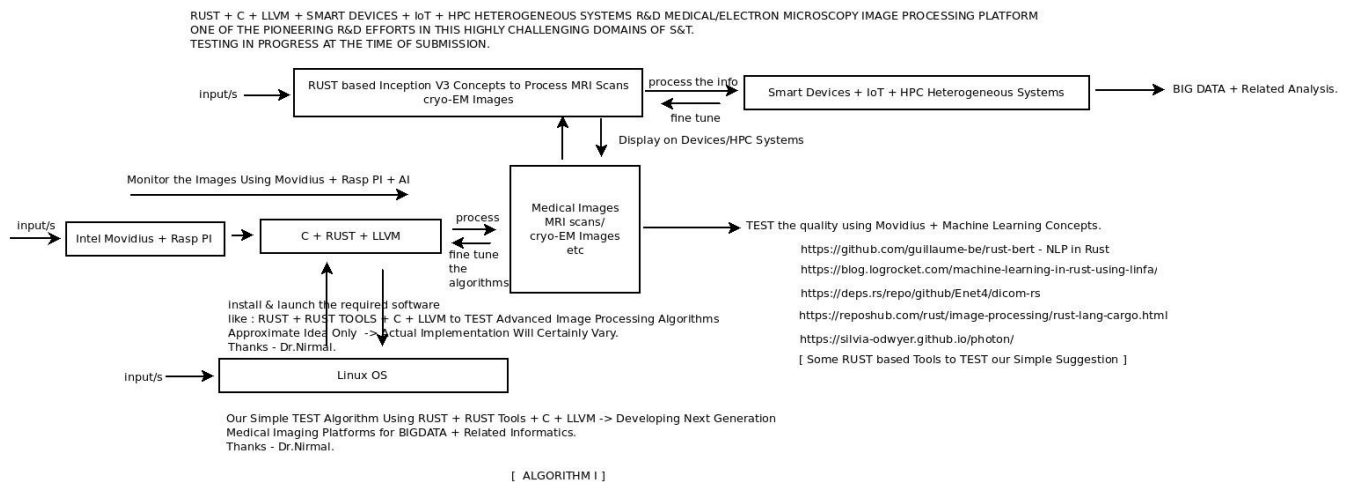 RUST + C + LLVM + SMART DEVICES + IoT + HPC HETEROGENEOUS SYSTEMS R&D MEDICAL/ELECTRON MICROSCOPY IMAGE PROCESSING PLATFORM
ONE OF THE PIONEERING R&D EFFORTS IN THIS HIGHLY CHALLENGING DOMAINS OF S&T.
TESTING IN PROGRESS AT THE TIME OF SUBMISSION.
input/s
RUST based Inception V3 Concepts to Process MRI Scans
cryo-EM Images
process the info
fine tune
Smart Devices + IoT + HPC Heterogeneous Systems
BIG DATA + Related Analysis.
Display on Devices/HPC Systems
Monitor the Images Using Movidius + Rasp PI + AI
input/s
Intel Movidius + Rasp PI
C + RUST + LLVM
process
fine tune
the
algorithms
Medical Images
MRI scans/
cryo-EM Images
etc
TEST the quality using Movidius + Machine Learning Concepts.
https://github.com/guillaume-be/rust-bert - NLP in Rust
https://blog.logrocket.com/machine-learning-in-rust-using-linfa/
https://deps.rs/repo/github/Enet4/dicom-rs
https://reposhub.com/rust/image-processing/rust-lang-cargo.html
https://silvia-odwyer.github.io/photon/
[ Some RUST based Tools to TEST our Simple Suggestion ]
install & launch the required software
like : RUST + RUST TOOLS + C + LLVM to TEST Advanced Image Processing Algorithms
Approximate Idea Only -> Actual Implementation Will Certainly Vary.
Thanks - Dr.Nirmal.
input/s
Linux OS
Our Simple TEST Algorithm Using RUST + RUST Tools + C + LLVM -> Developing Next Generation
Medical Imaging Platforms for BIGDATA + Related Informatics.
Thanks - Dr.Nirmal.
[ ALGORITHM I ]